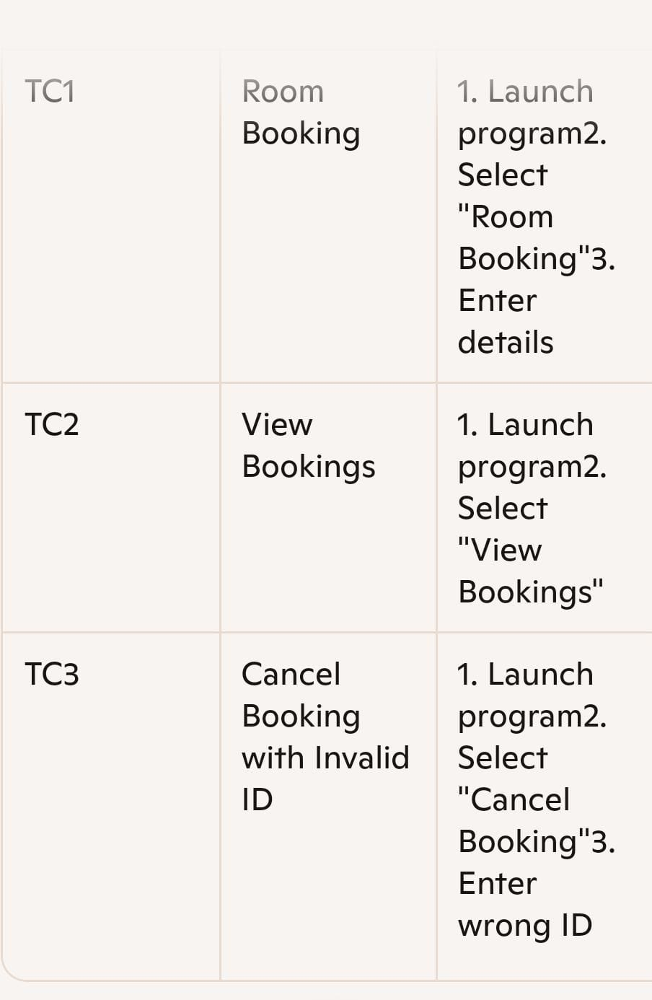 TC1
Room
Booking
1. Launch
program2.
Select
"Room
Booking"3.
Enter
details
TC2
View
Bookings
1. Launch
program2.
Select
"View
Bookings"
TC3
Cancel
Booking
with Invalid
ID
1. Launch
program2.
Select
"Cancel
Booking"3.
Enter
wrong ID